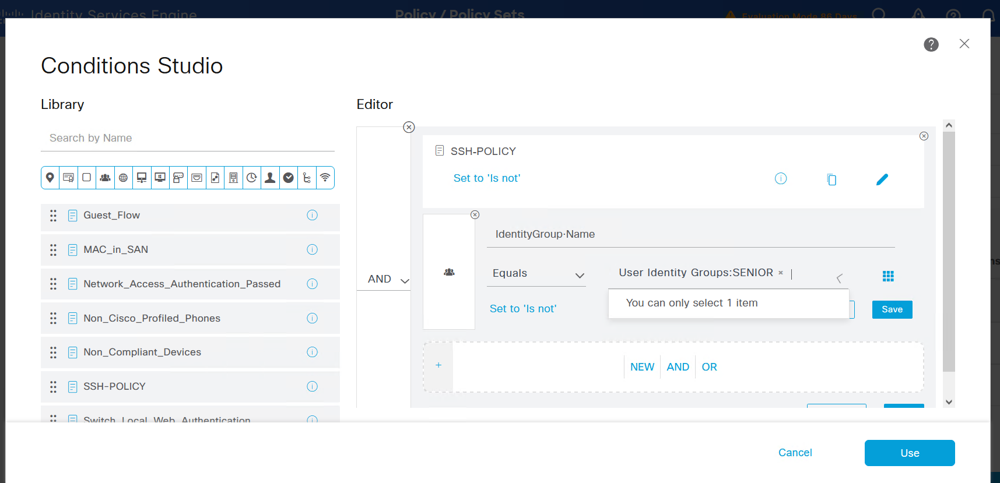 Identity Services Engine
Policy / Policy Sets
Evaluation Mode 86 Days
Conditions Studio
Library
Editor
Search by Name
Guest_Flow
MAC_in_SAN
Network_Access_Authentication_Passed
Non_Cisco_Profiled_Phones
Non_Compliant_Devices
SSH-POLICY
Switch_Local_Web_Authentication
AND
SSH-POLICY
Set to 'Is not'
IdentityGroup·Name
Equals
User Identity Groups:SENIOR ×
You can only select 1 item
Set to 'Is not'
Save
+ NEW AND OR
Cancel
Use